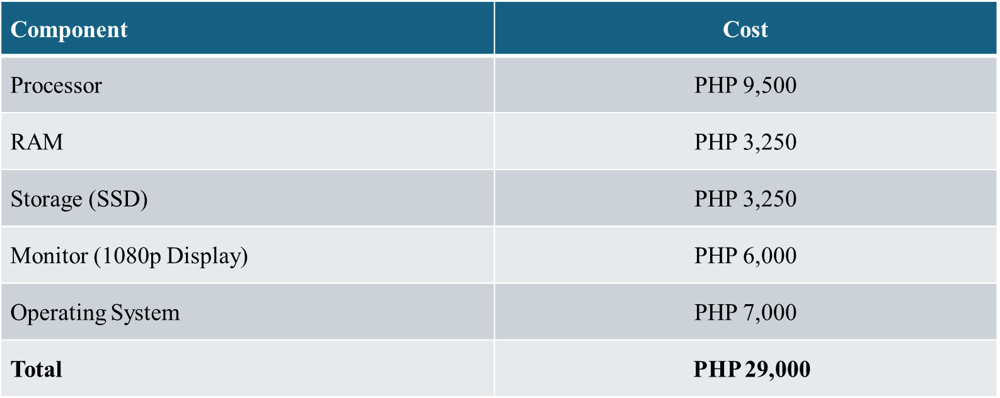 Component Cost
Processor PHP 9,500
RAM PHP 3,250
Storage (SSD) PHP 3,250
Monitor (1080p Display) PHP 6,000
Operating System PHP 7,000
Total PHP 29,000